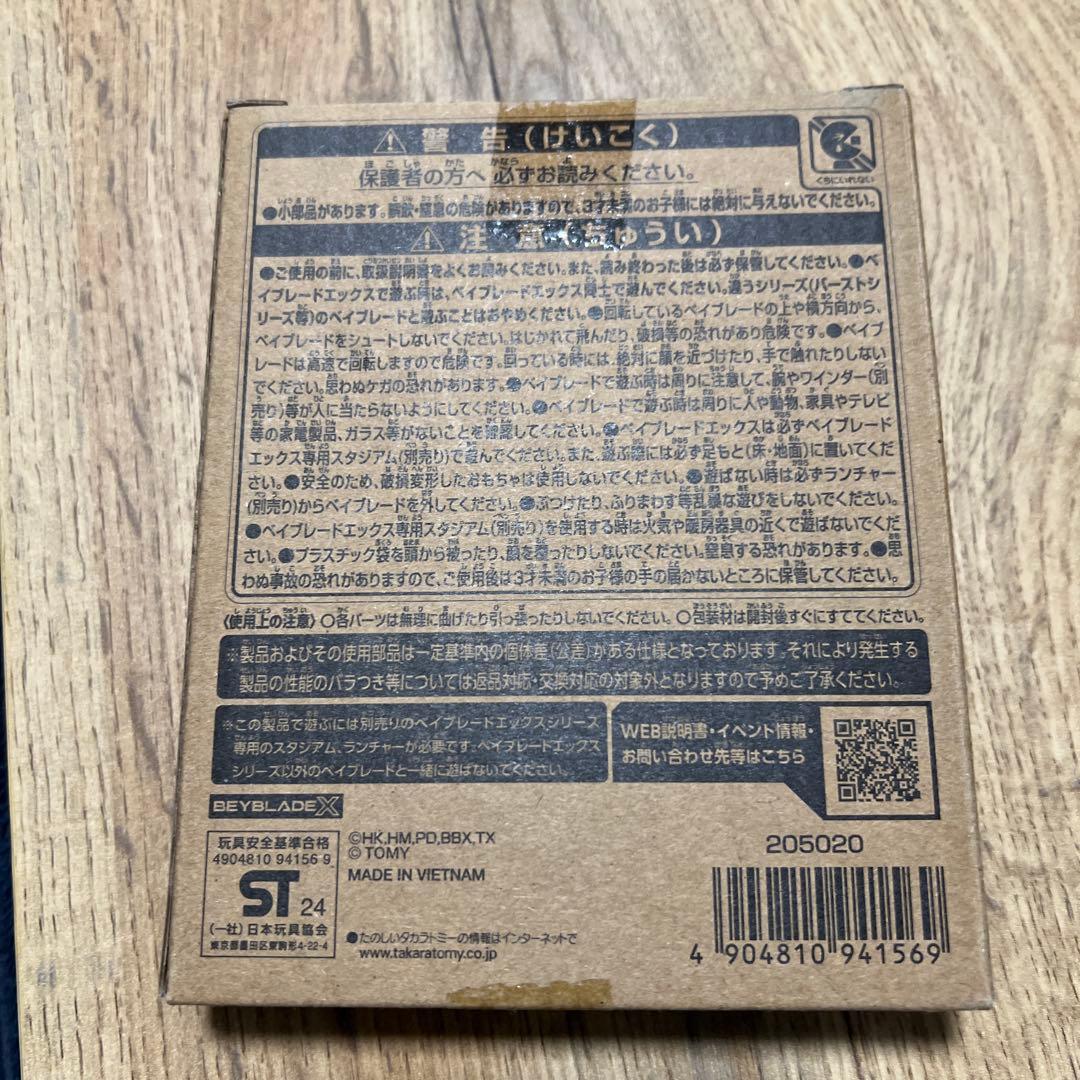 ⚠警告(けいこく)
保護者の方へ 必ずお読みください。
くちにいれない
●小部品があります。誤飲・窒息の危険がありますので、3才未満のお子様には絶対に与えないでください。
⚠注意(ちゅうい)
●ご使用の前に、取扱説明書をよくお読みください。また、読み終わった後は必ず保管してください。●ベ
イブレードエックスで遊ぶ時は、ベイブレードエックス同士で遊んでください。違うシリーズ(バーストシ
リーズ等)のベイブレードと遊ぶことはおやめください。●回転しているベイブレードの上や横方向から、
ベイブレードをシュートしないでください。はじかれて飛んだり、破損等の恐れがあり危険です。●ベイブ
レードは高速で回転しますので危険です。回っている時には、絶対に顔を近づけたり、手で触れたりしない
でください。思わぬケガの恐れがあります。●ベイブレードで遊ぶ時は周りに注意して、腕やワインダー(別
売り)等が人に当たらないようにしてください。●ベイブレードで遊ぶ時は周りに人や動物、家具やテレビ
等の家電製品、ガラス等がないことを確認してください。●ベイブレードエックスは必ずベイブレード
エックス専用スタジアム(別売り)で遊んでください。また、遊ぶ際には必ず足もと(床・地面)に置いてくださ
い。●安全のため、破損変形したおもちゃは使用しないでください。●遊ばない時は必ずランチャー
(別売り)からベイブレードを外してください。●ぶつけたり、ふりまわす等乱暴な遊びをしないでください。
●ベイブレードエックス専用スタジアム(別売り)を使用する時は火気や暖房器具の近くで遊ばないでくだ
さい。●プラスチック袋を頭から被ったり、顔を覆ったりしないでください。窒息する恐れがあります。●思
わぬ事故の恐れがありますので、ご使用後は3才未満のお子様の手の届かないところに保管してください。
〈使用上の注意〉○各パーツは無理に曲げたり引っ張ったりしないでください。○包装材は開封後すぐにすててください。
※製品およびその使用部品は一定基準内の個体差(公差)がある仕様となっております。それにより発生する
製品の性能のバラつき等については返品対応・交換対応の対象外となりますので予めご了承ください。
※この製品で遊ぶには別売りのベイブレードエックスシリーズ
専用のスタジアム、ランチャーが必要です。ベイブレードエックス
シリーズ以外のベイブレードと一緒に遊ばないでください。
WEB説明書・イベント情報・
お問い合わせ先等はこちら
BEYBLADE X
玩具安全基準合格
4904810 94156 9
ST 24
(一社)日本玩具協会
東京都墨田区東駒形4-22-4
©HK,HM,PD,BBX,TX
© TOMY
MADE IN VIETNAM
●たのしいタカラトミーの情報はインターネットで
www.takaratomy.co.jp
205020
4 904810 941569